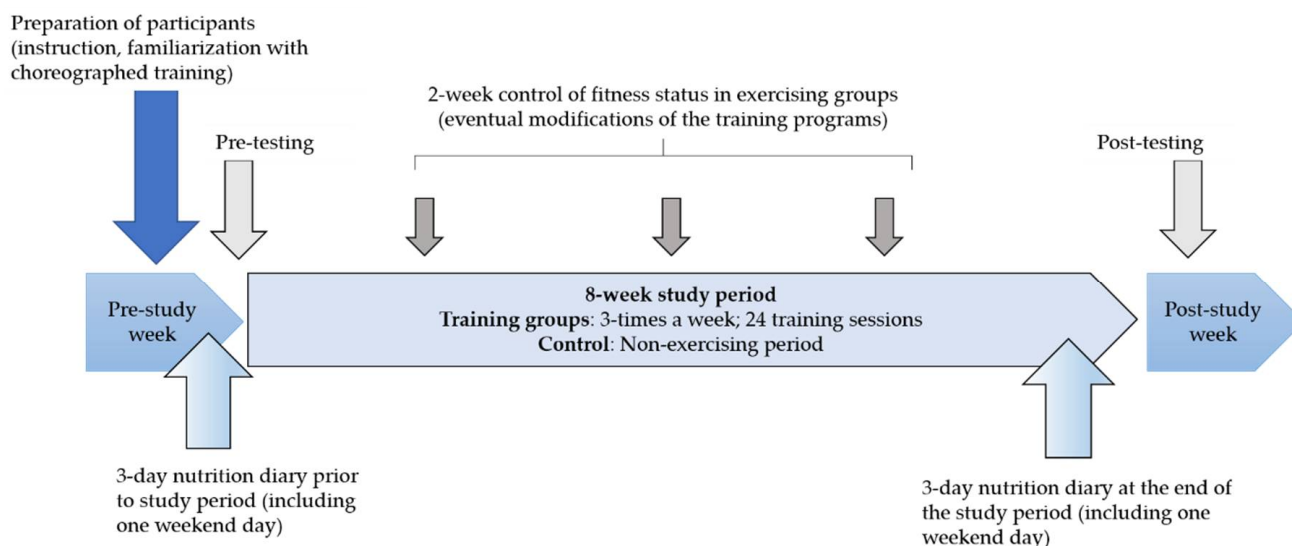 Preparation of participants
(instruction, familiarization with
choreographed training)
2-week control of fitness status in exercising groups
(eventual modifications of the training programs)
Pre-testing
Post-testing
Pre-study
week
8-week study period
Training groups: 3-times a week; 24 training sessions
Control: Non-exercising period
Post-study
week
3-day nutrition diary prior
to study period (including
one weekend day)
3-day nutrition diary at the end of
the study period (including one
weekend day)